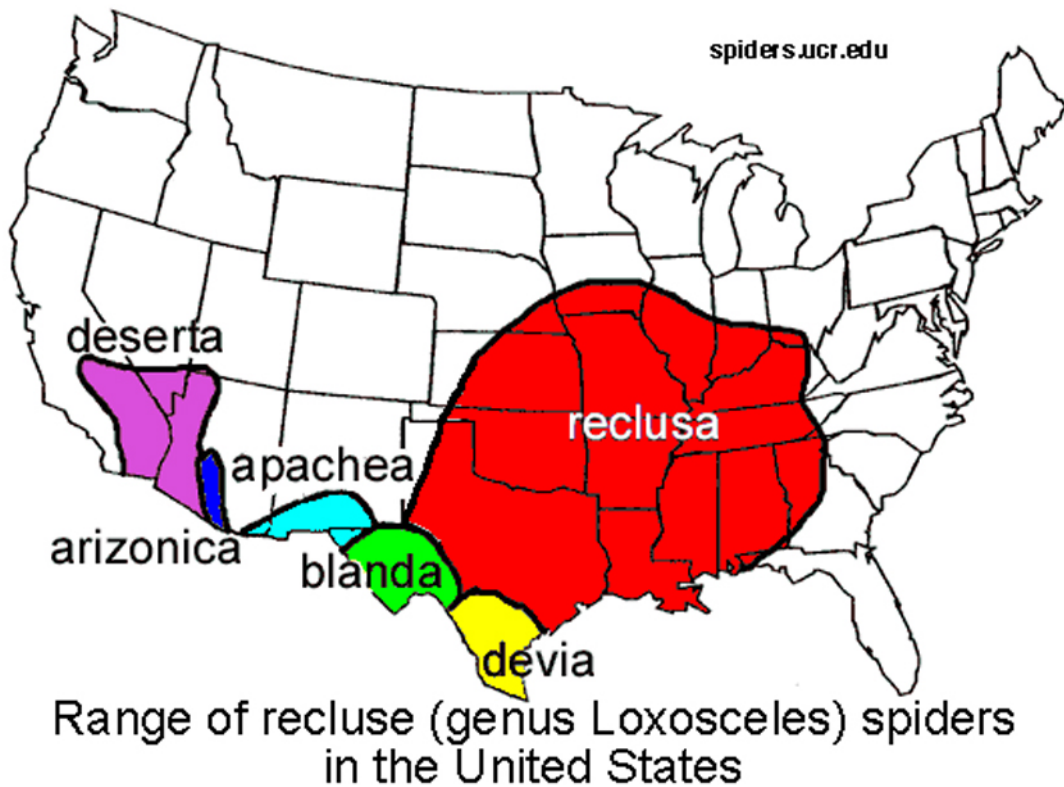 spiders.ucr.edu
deserta
reclusa
apachea
arizonica
blanda
devia
Range of recluse (genus Loxosceles) spiders
in the United States